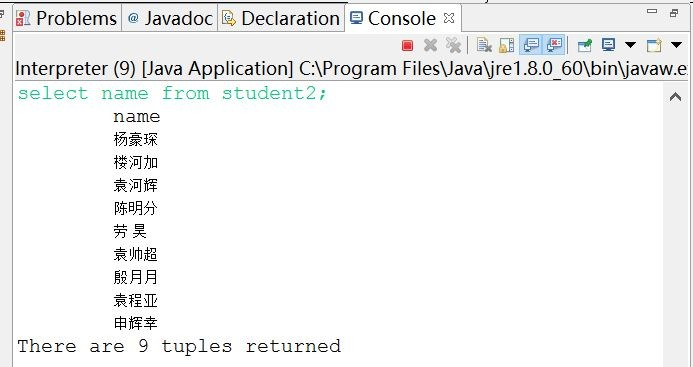 Problems @ Javadoc Declaration Console
Interpreter (9) [Java Application] C:\Program Files\Java\jre1.8.0_60\bin\javaw.e
select name from student2;
name
杨豪琛
楼河加
袁河辉
陈明分
劳 昊
袁帅超
殷月月
袁程亚
申辉幸
There are 9 tuples returned